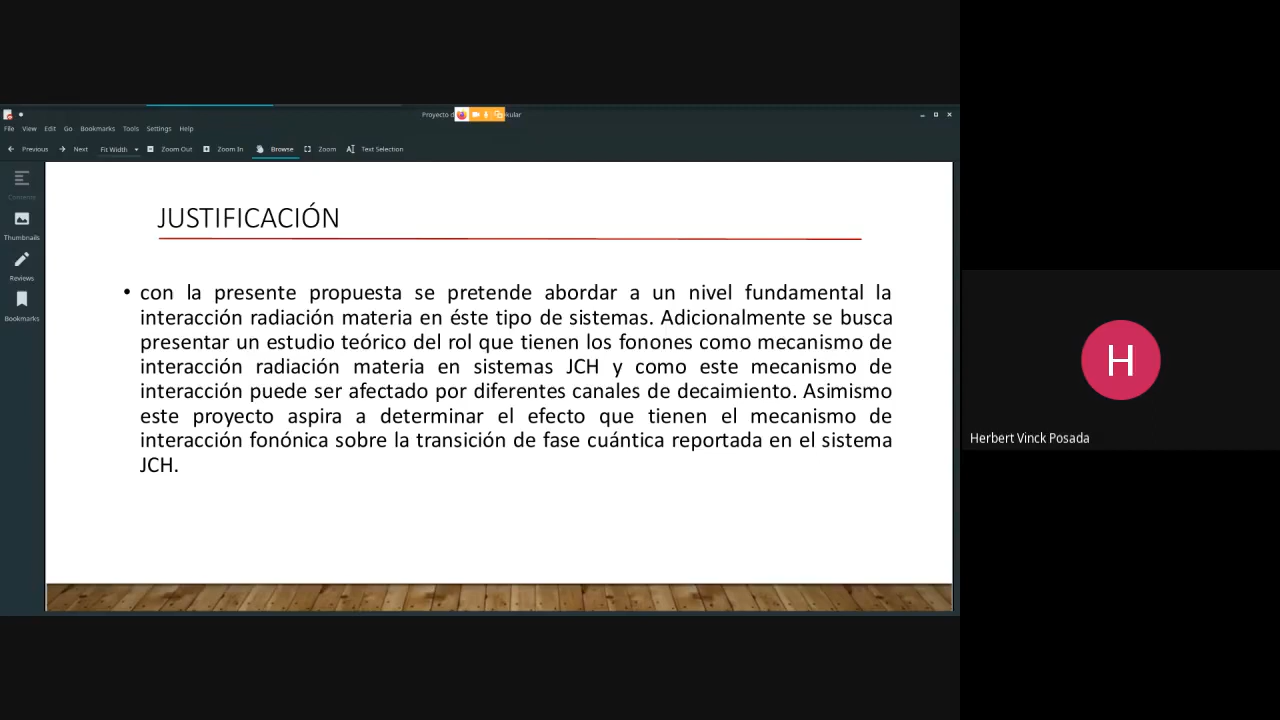 Proyecto d
kular
File View Edit Go Bookmarks Tools Settings Help
Previous Next Fit Width Zoom Out Zoom In Browse Zoom Text Selection
Contents
Thumbnails
Reviews
Bookmarks
JUSTIFICACIÓN
• con la presente propuesta se pretende abordar a un nivel fundamental la
interacción radiación materia en éste tipo de sistemas. Adicionalmente se busca
presentar un estudio teórico del rol que tienen los fonones como mecanismo de
interacción radiación materia en sistemas JCH y como este mecanismo de
interacción puede ser afectado por diferentes canales de decaimiento. Asimismo
este proyecto aspira a determinar el efecto que tienen el mecanismo de
interacción fonónica sobre la transición de fase cuántica reportada en el sistema
JCH.
H
Herbert Vinck Posada